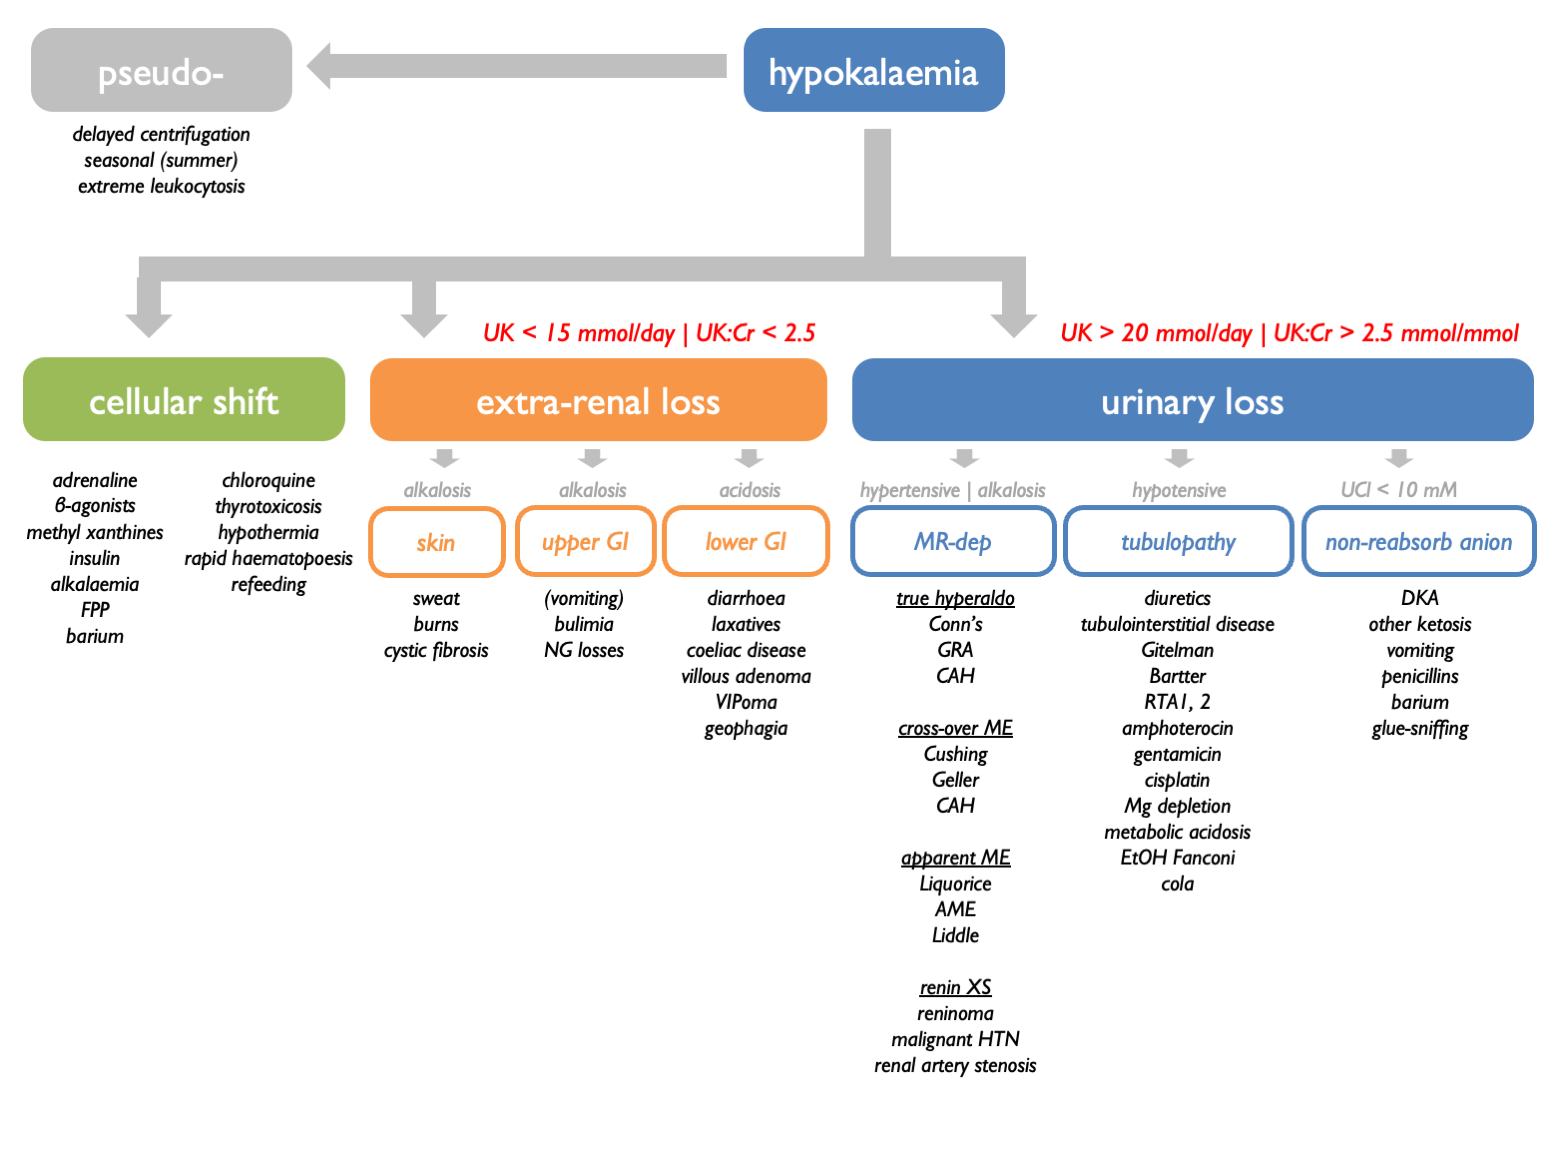 pseudo-
hypokalaemia
delayed centrifugation
seasonal (summer)
extreme leukocytosis
UK < 15 mmol/day | UK:Cr < 2.5
UK > 20 mmol/day | UK:Cr > 2.5 mmol/mmol
cellular shift
extra-renal loss
urinary loss
adrenaline
β-agonists
methyl xanthines
insulin
alkalaemia
FPP
barium
chloroquine
thyrotoxicosis
hypothermia
rapid haematopoesis
refeeding
alkalosis
skin
sweat
burns
cystic fibrosis
alkalosis
upper GI
(vomiting)
bulimia
NG losses
acidosis
lower GI
diarrhoea
laxatives
coeliac disease
villous adenoma
VIPoma
geophagia
hypertensive | alkalosis
MR-dep
true hyperaldo
Conn's
GRA
CAH
cross-over ME
Cushing
Geller
CAH
apparent ME
Liquorice
AME
Liddle
renin XS
reninoma
malignant HTN
renal artery stenosis
hypotensive
tubulopathy
diuretics
tubulointerstitial disease
Gitelman
Bartter
RTA1, 2
amphoterocin
gentamicin
cisplatin
Mg depletion
metabolic acidosis
EtOH Fanconi
cola
UCl < 10 mM
non-reabsorb anion
DKA
other ketosis
vomiting
penicillins
barium
glue-sniffing